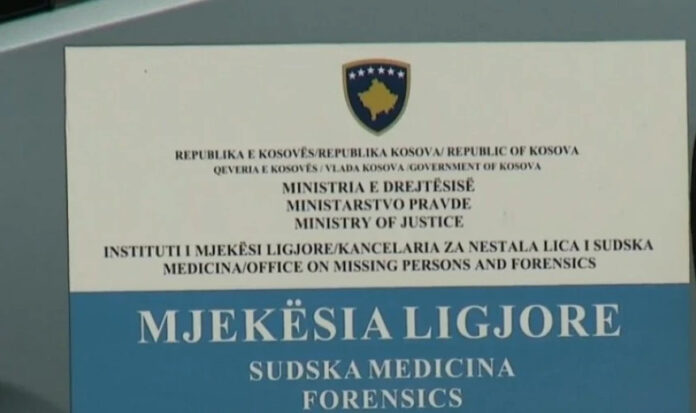 REPUBLIKA E KOSOVËS/REPUBLIKA KOSOVA/ REPUBLIC OF KOSOVA
QEVERIA E KOSOVËS / VLADA KOSOVA /GOVERNMENT OF KOSOVA
MINISTRIA E DREJTËSISË
MINISTARSTVO PRAVDE
MINISTRY OF JUSTICE
INSTITUTI I MJEKËSI LIGJORE/KANCELARIA ZA NESTALA LICA I SUDSKA
MEDICINA/OFFICE ON MISSING PERSONS AND FORENSICS
MJEKËSIA LIGJORE
SUDSKA MEDICINA
FORENSICS